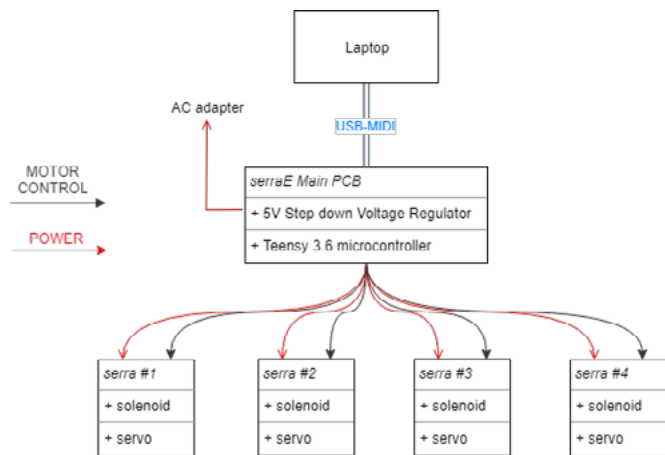 Laptop
AC adapter
USB-MIDI
MOTOR
CONTROL
POWER
serraE Main PCB
+ 5V Step down Voltage Regulator
+ Teensy 3.6 microcontroller
serra #1
+ solenoid
+ servo
serra #2
+ solenoid
+ servo
serra #3
+ solenoid
+ servo
serra #4
+ solenoid
+ servo